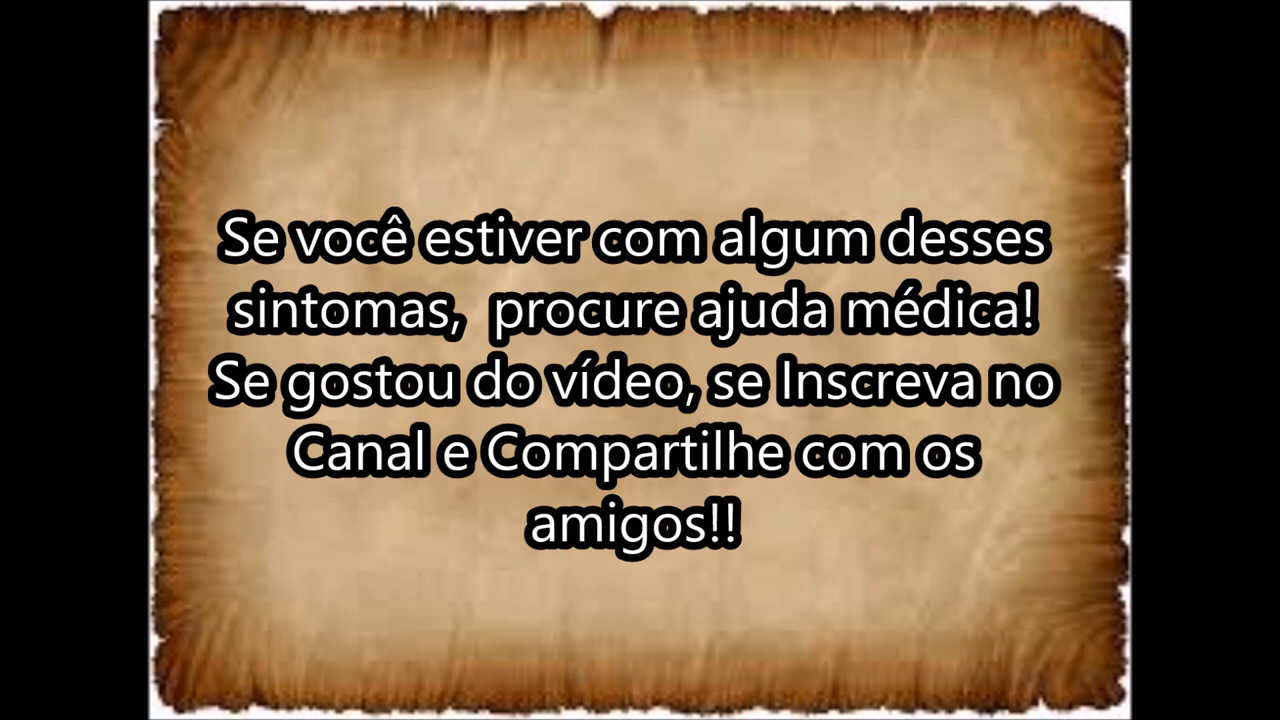 Se você estiver com algum desses
sintomas,  procure ajuda médica!
Se gostou do vídeo, se Inscreva no
Canal e Compartilhe com os
amigos!!